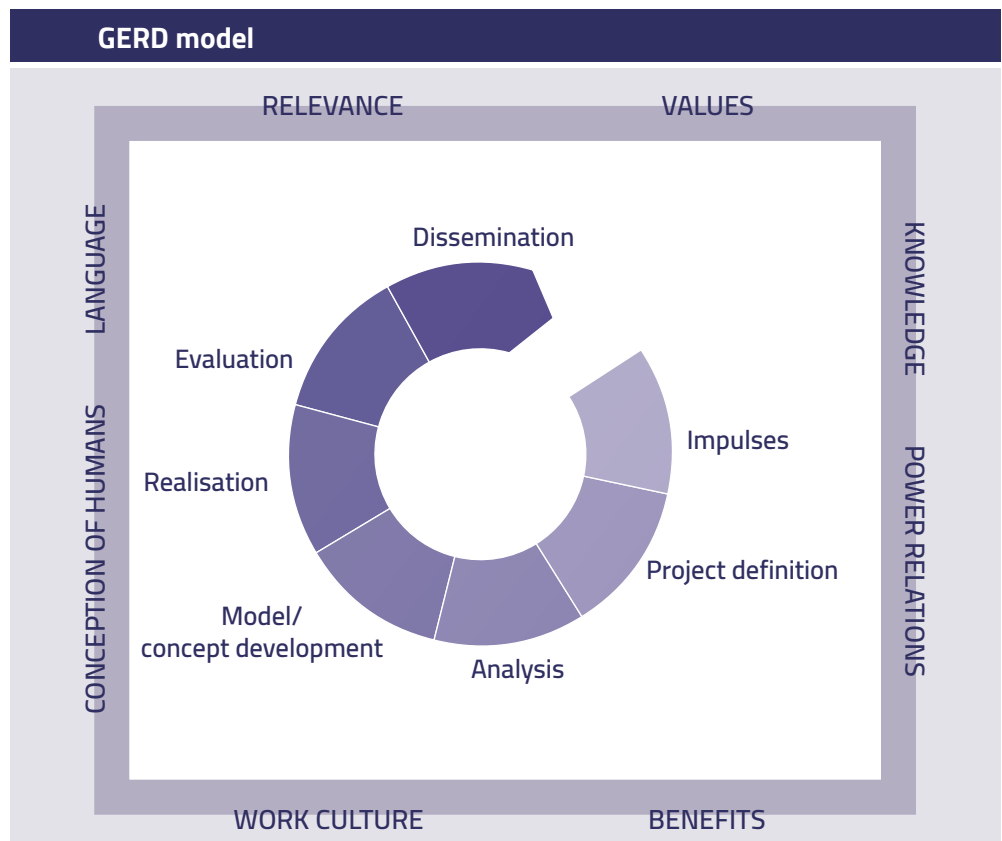 GERD model
RELEVANCE
VALUES
LANGUAGE
CONCEPTION OF HUMANS
KNOWLEDGE
POWER RELATIONS
Dissemination
Evaluation
Impulses
Realisation
Project definition
Model/
concept development
Analysis
WORK CULTURE
BENEFITS